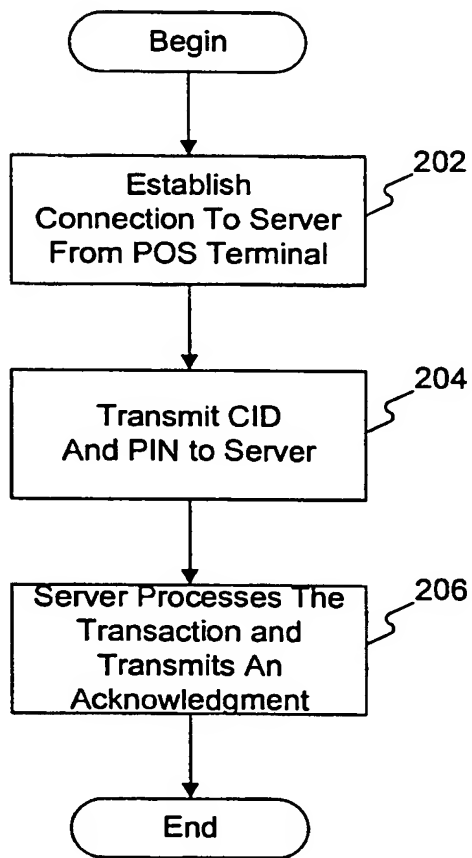 Begin
202
Establish
Connection To Server
From POS Terminal
204
Transmit CID
And PIN to Server
206
Server Processes The
Transaction and
Transmits An
Acknowledgment
End